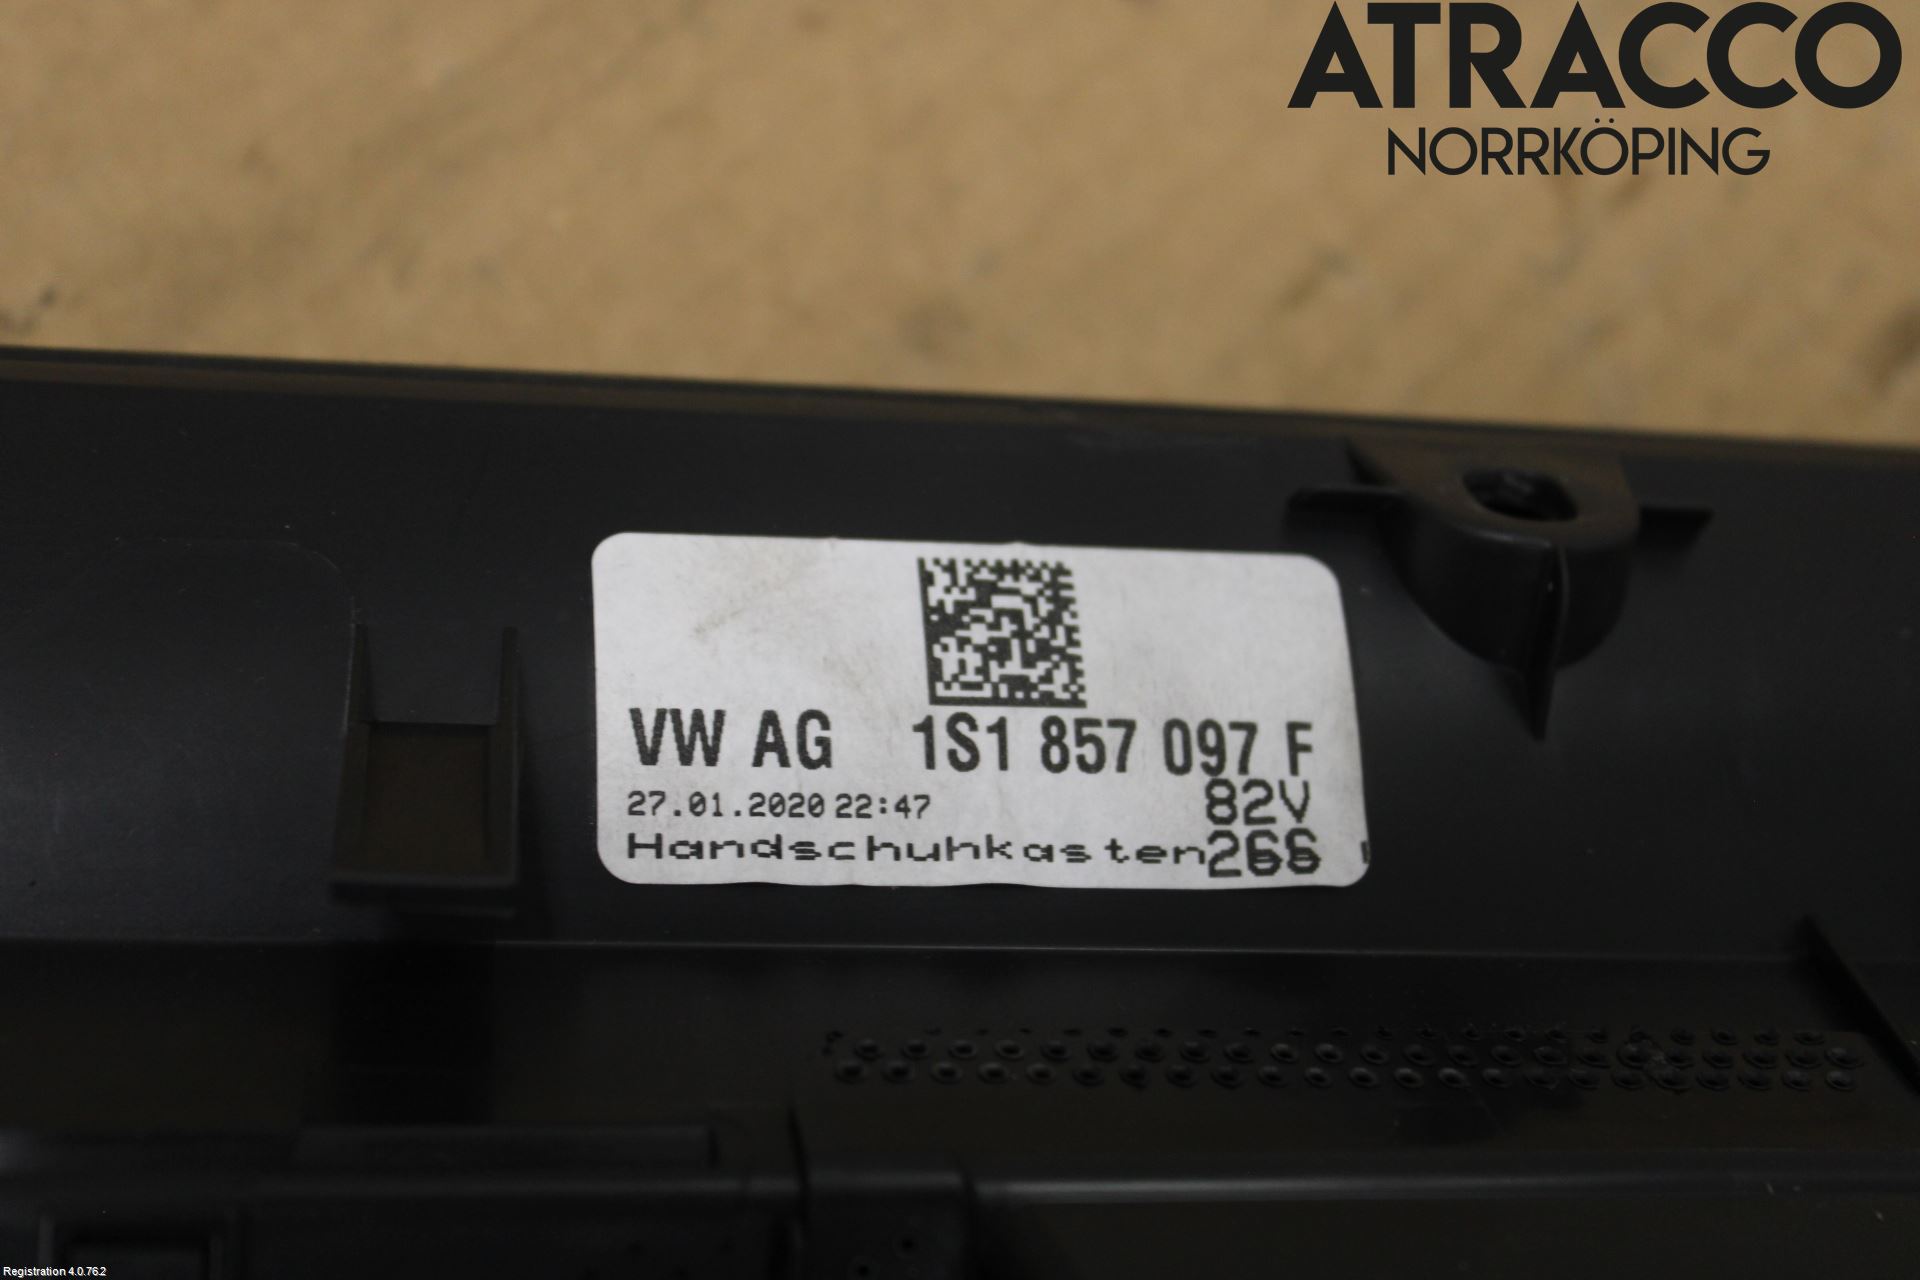 ATRACCO
NORRKÖPING
VW AG 1S1 857 097 F
82V
27.01.2020 22:47
Handschuhkasten 266
Registration 4.0.76.2